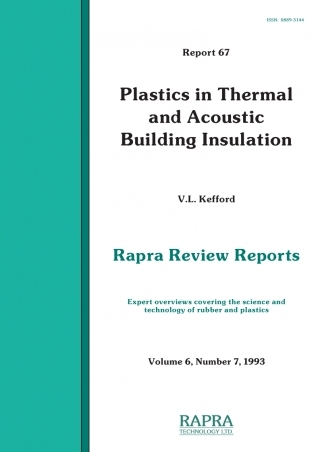 ISSN: 0889-3144
Report 67
Plastics in Thermal
and Acoustic
Building Insulation
V.L. Kefford
Rapra Review Reports
Expert overviews covering the science and
technology of rubber and plastics
Volume 6, Number 7, 1993
RAPRA
TECHNOLOGY LTD.